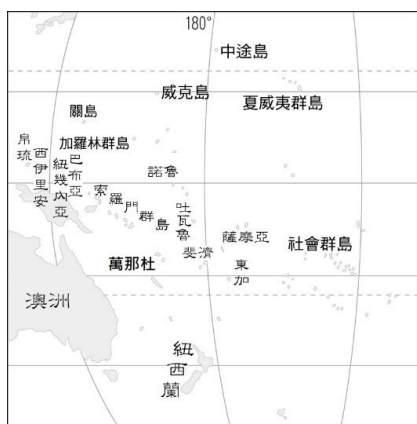 180°
中途島
威克島
夏威夷群島
關島
加羅林群島
帛琉
西伊里安
紐幾內亞
巴布亞
諾魯
索羅門群島
吐瓦魯
薩摩亞
社會群島
斐濟
萬那杜
東加
澳洲
紐西蘭